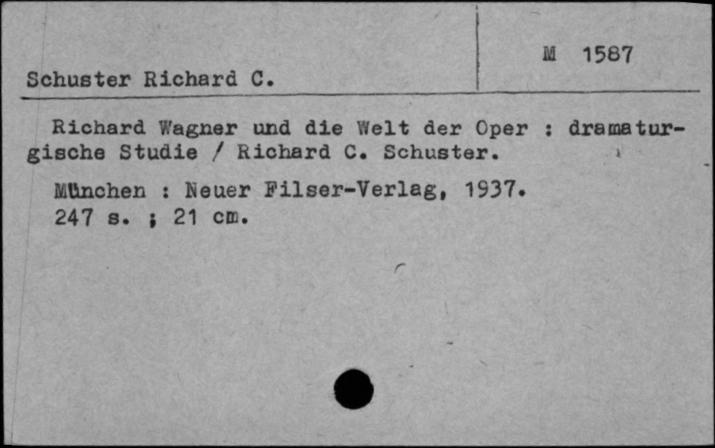 M 1587
Schuster Richard C.
Richard Wagner und die Welt der Oper : dramatur-
gische Studie / Richard C. Schuster.
München : Neuer Filser-Verlag, 1937.
247 s. ; 21 cm.